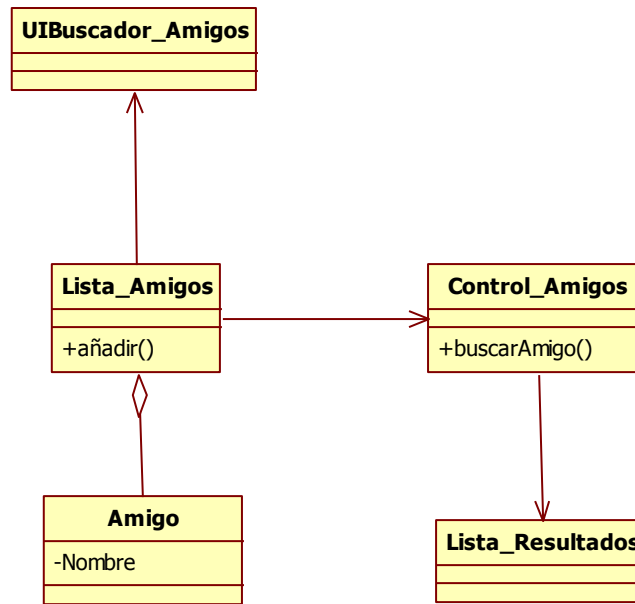 UIBuscador_Amigos
Lista_Amigos
+añadir()
Control_Amigos
+buscarAmigo()
Amigo
-Nombre
Lista_Resultados